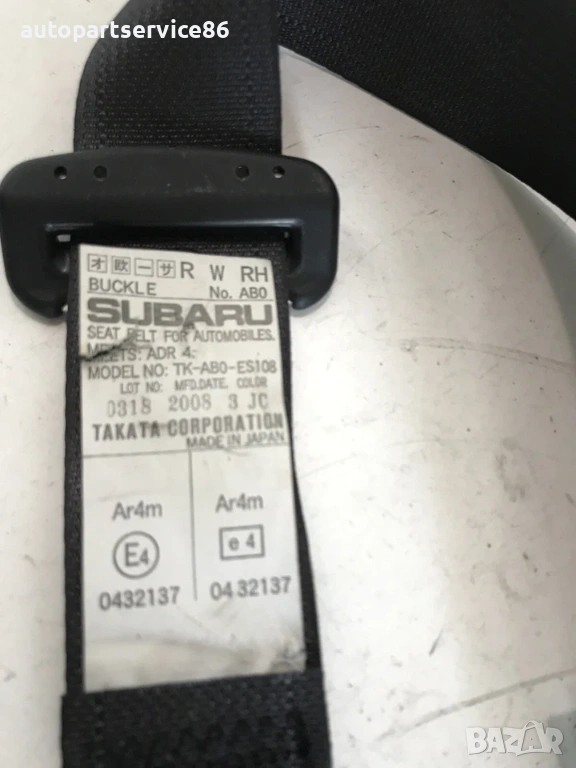 autopartservice86
オ 欧 一 サ R W RH
BUCKLE No. AB0
SUBARU
SEAT BELT FOR AUTOMOBILES.
MEETS: ADR 4.
MODEL NO: TK-AB0-ES108
LOT NO: MFD.DATE. COLOR
0318 2008 3 JC
TAKATA CORPORATION
MADE IN JAPAN
Ar4m Ar4m
E4 e 4
0432137 0432137
BAZAR